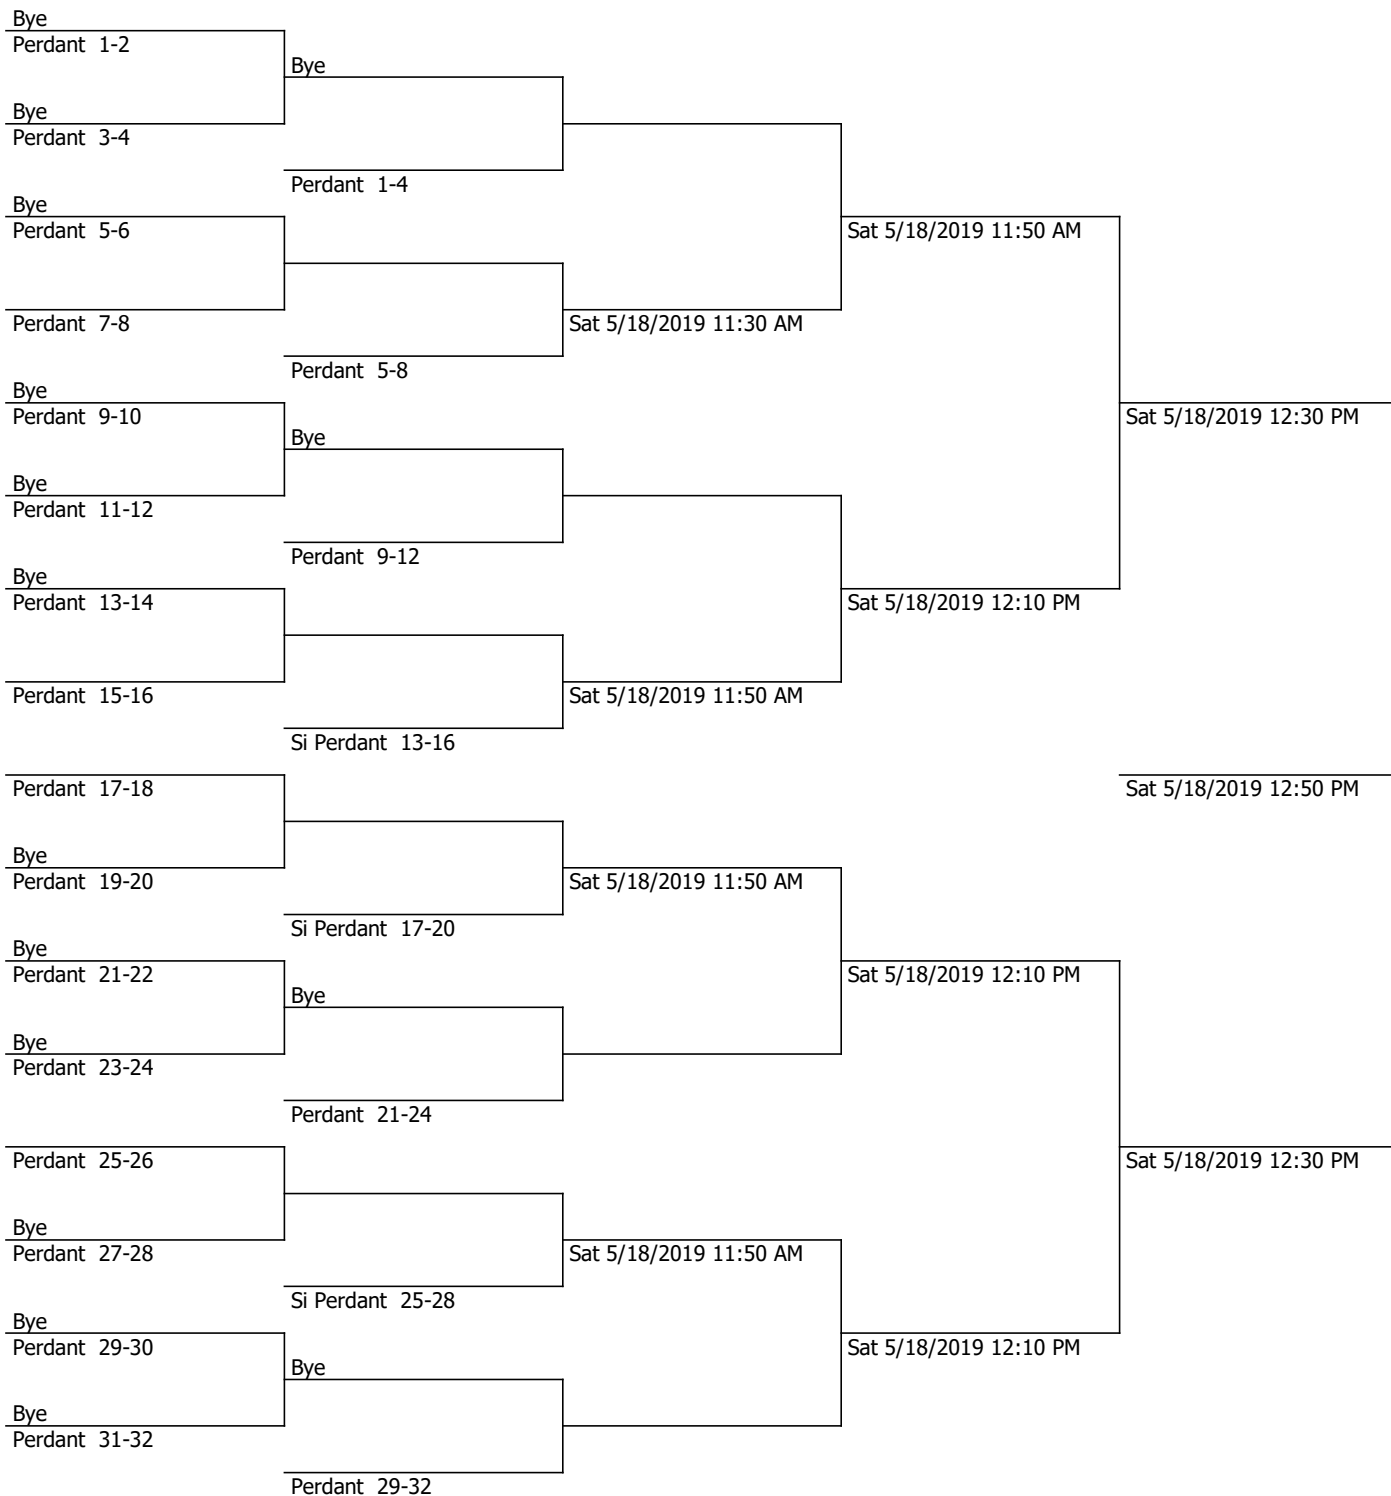 Bye
Perdant 1-2
Bye
Bye
Perdant 3-4
Perdant 1-4
Bye
Perdant 5-6
Sat 5/18/2019 11:50 AM
Perdant 7-8
Sat 5/18/2019 11:30 AM
Perdant 5-8
Bye
Perdant 9-10
Sat 5/18/2019 12:30 PM
Bye
Bye
Perdant 11-12
Perdant 9-12
Bye
Perdant 13-14
Sat 5/18/2019 12:10 PM
Perdant 15-16
Sat 5/18/2019 11:50 AM
Si Perdant 13-16
Perdant 17-18
Sat 5/18/2019 12:50 PM
Bye
Perdant 19-20
Sat 5/18/2019 11:50 AM
Si Perdant 17-20
Bye
Perdant 21-22
Sat 5/18/2019 12:10 PM
Bye
Bye
Perdant 23-24
Perdant 21-24
Perdant 25-26
Sat 5/18/2019 12:30 PM
Bye
Perdant 27-28
Sat 5/18/2019 11:50 AM
Si Perdant 25-28
Bye
Perdant 29-30
Sat 5/18/2019 12:10 PM
Bye
Bye
Perdant 31-32
Perdant 29-32